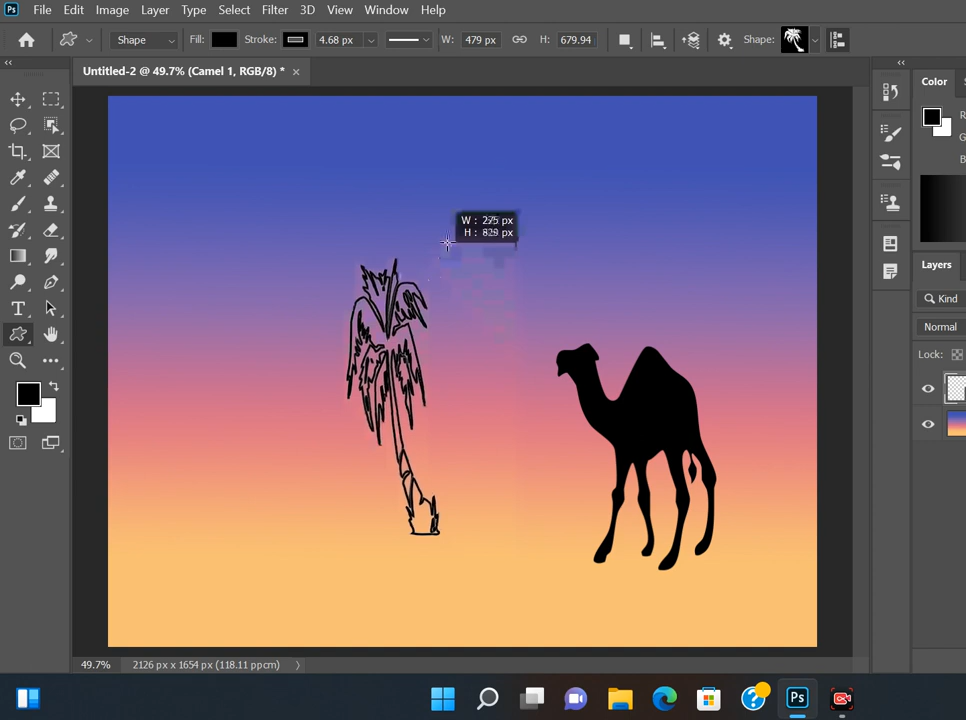 Ps File Edit Image Layer Type Select Filter 3D View Window Help
Shape Fill: Stroke: 4.68 px W: 479 px H: 679.94 Shape:
Untitled-2 @ 49.7% (Camel 1, RGB/8) * ×
Color
W : 275 px
H : 829 px
Layers
Kind
Normal
Lock:
T
49.7% 2126 px x 1654 px (118.11 ppcm)
Ps